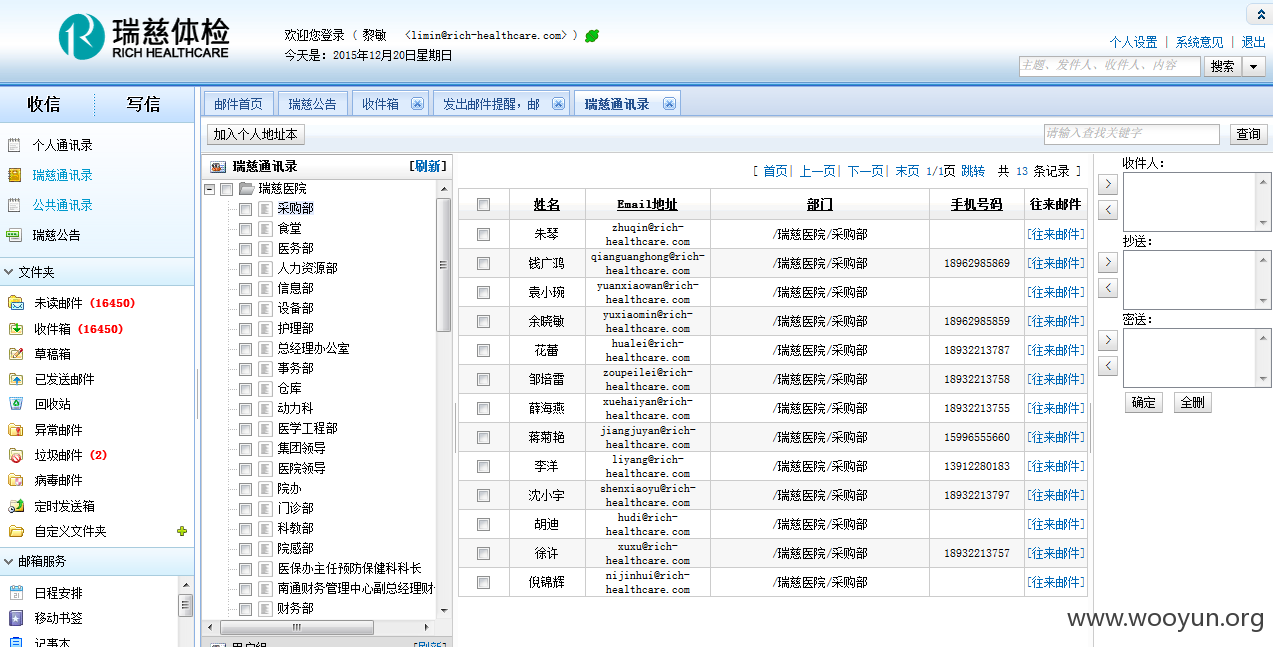 瑞慈体检
RICH HEALTHCARE
欢迎您登录 ( 黎敏 <limin@rich-healthcare.com> )
今天是: 2015年12月20日星期日
个人设置 | 系统意见 | 退出
主题、发件人、收件人、内容 搜索
收信 写信
个人通讯录
瑞慈通讯录
公共通讯录
瑞慈公告
文件夹
未读邮件 (16450)
收件箱 (16450)
草稿箱
已发送邮件
回收站
异常邮件
垃圾邮件 (2)
病毒邮件
定时发送箱
自定义文件夹
邮箱服务
日程安排
移动书签
记事本
邮件首页 瑞慈公告 收件箱 发出邮件提醒，邮 瑞慈通讯录
加入个人地址本 请输入查找关键字 查询
瑞慈通讯录 [刷新]
瑞慈医院
采购部
食堂
医务部
人力资源部
信息部
设备部
护理部
总经理办公室
事务部
仓库
动力科
医学工程部
集团领导
医院领导
院办
门诊部
科教部
院感部
医保办主任预防保健科科长
南通财务管理中心副总经理财
财务部
用户组 [刷新]
[ 首页| 上一页| 下一页| 末页 1/1页 跳转 共 13 条记录 ]
姓名 Email地址 部门 手机号码 往来邮件
朱琴 zhuqin@rich-healthcare.com /瑞慈医院/采购部 [往来邮件]
钱广鸿 qianguanghong@rich-healthcare.com /瑞慈医院/采购部 18962985869 [往来邮件]
袁小琬 yuanxiaowan@rich-healthcare.com /瑞慈医院/采购部 [往来邮件]
余晓敏 yuxiaomin@rich-healthcare.com /瑞慈医院/采购部 18962985859 [往来邮件]
花蕾 hualei@rich-healthcare.com /瑞慈医院/采购部 18932213787 [往来邮件]
邹培雷 zoupeilei@rich-healthcare.com /瑞慈医院/采购部 18932213758 [往来邮件]
薛海燕 xuehaiyan@rich-healthcare.com /瑞慈医院/采购部 18932213755 [往来邮件]
蒋菊艳 jiangjuyan@rich-healthcare.com /瑞慈医院/采购部 15996555660 [往来邮件]
李洋 liyang@rich-healthcare.com /瑞慈医院/采购部 13912280183 [往来邮件]
沈小宇 shenxiaoyu@rich-healthcare.com /瑞慈医院/采购部 18932213797 [往来邮件]
胡迪 hudi@rich-healthcare.com /瑞慈医院/采购部 [往来邮件]
徐许 xuxu@rich-healthcare.com /瑞慈医院/采购部 18932213757 [往来邮件]
倪锦辉 nijinhui@rich-healthcare.com /瑞慈医院/采购部 [往来邮件]
收件人:
抄送:
密送:
确定 全删
www.wooyun.org